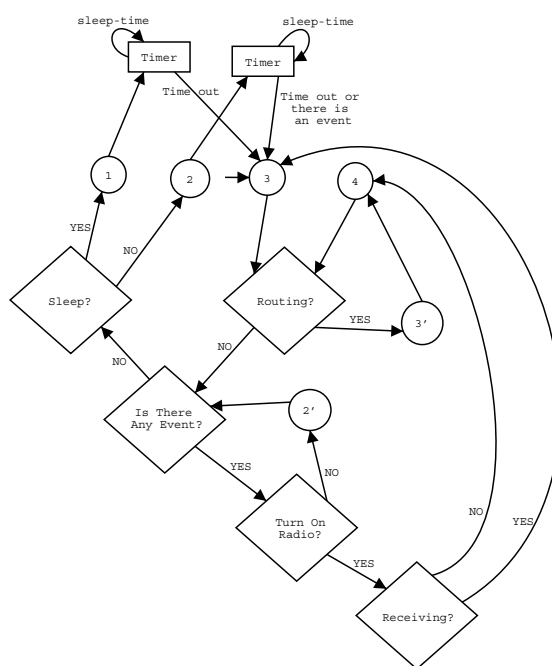 sleep-time
sleep-time
Timer
Timer
Time out
Time out or
there is
an event
1
2
3
4
YES
NO
Sleep?
Routing?
YES
3'
NO
NO
2'
Is There
Any Event?
YES
NO
Turn On
Radio?
NO
YES
YES
Receiving?